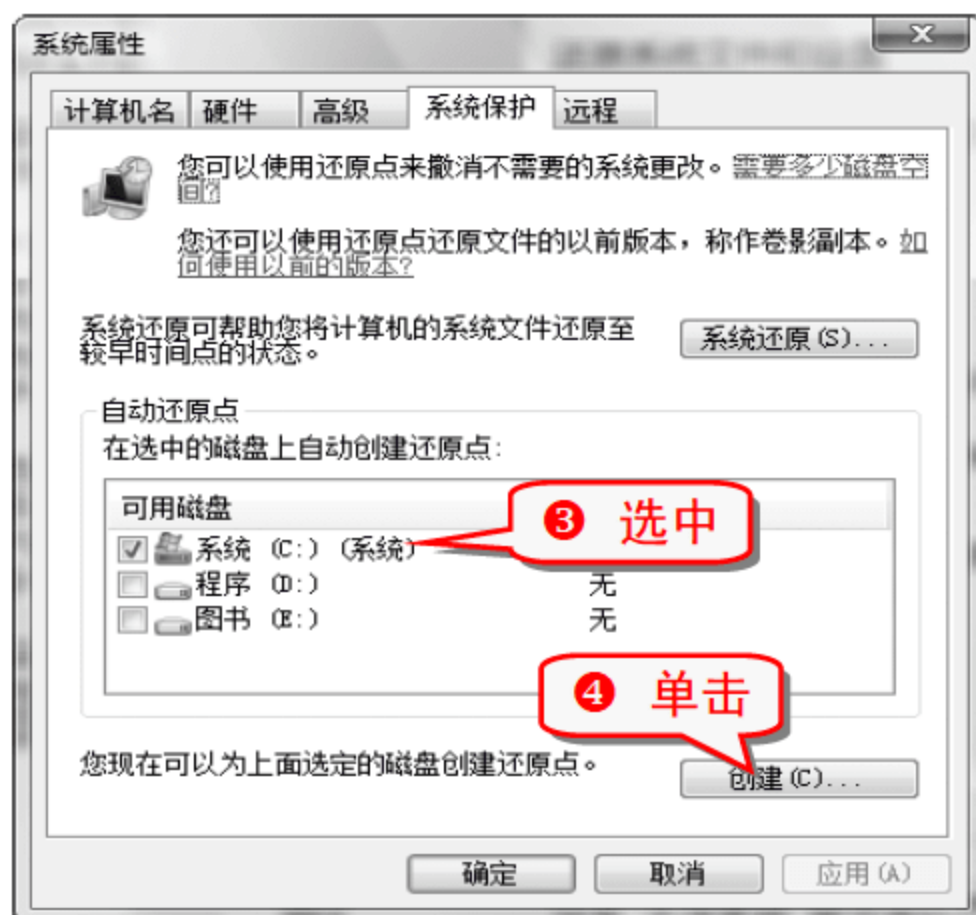 系统属性
计算机名 硬件 高级 系统保护 远程
您可以使用还原点来撤消不需要的系统更改。需要多少磁盘空
间?
您还可以使用还原点还原文件的以前版本，称作卷影副本。如
何使用以前的版本?
系统还原可帮助您将计算机的系统文件还原至
较早时间点的状态。
系统还原(S)...
自动还原点
在选中的磁盘上自动创建还原点:
可用磁盘
❸ 选中
系统 (C:) (系统)
程序 (D:) 无
图书 (E:) 无
❹ 单击
您现在可以为上面选定的磁盘创建还原点。
创建(C)...
确定 取消 应用(A)